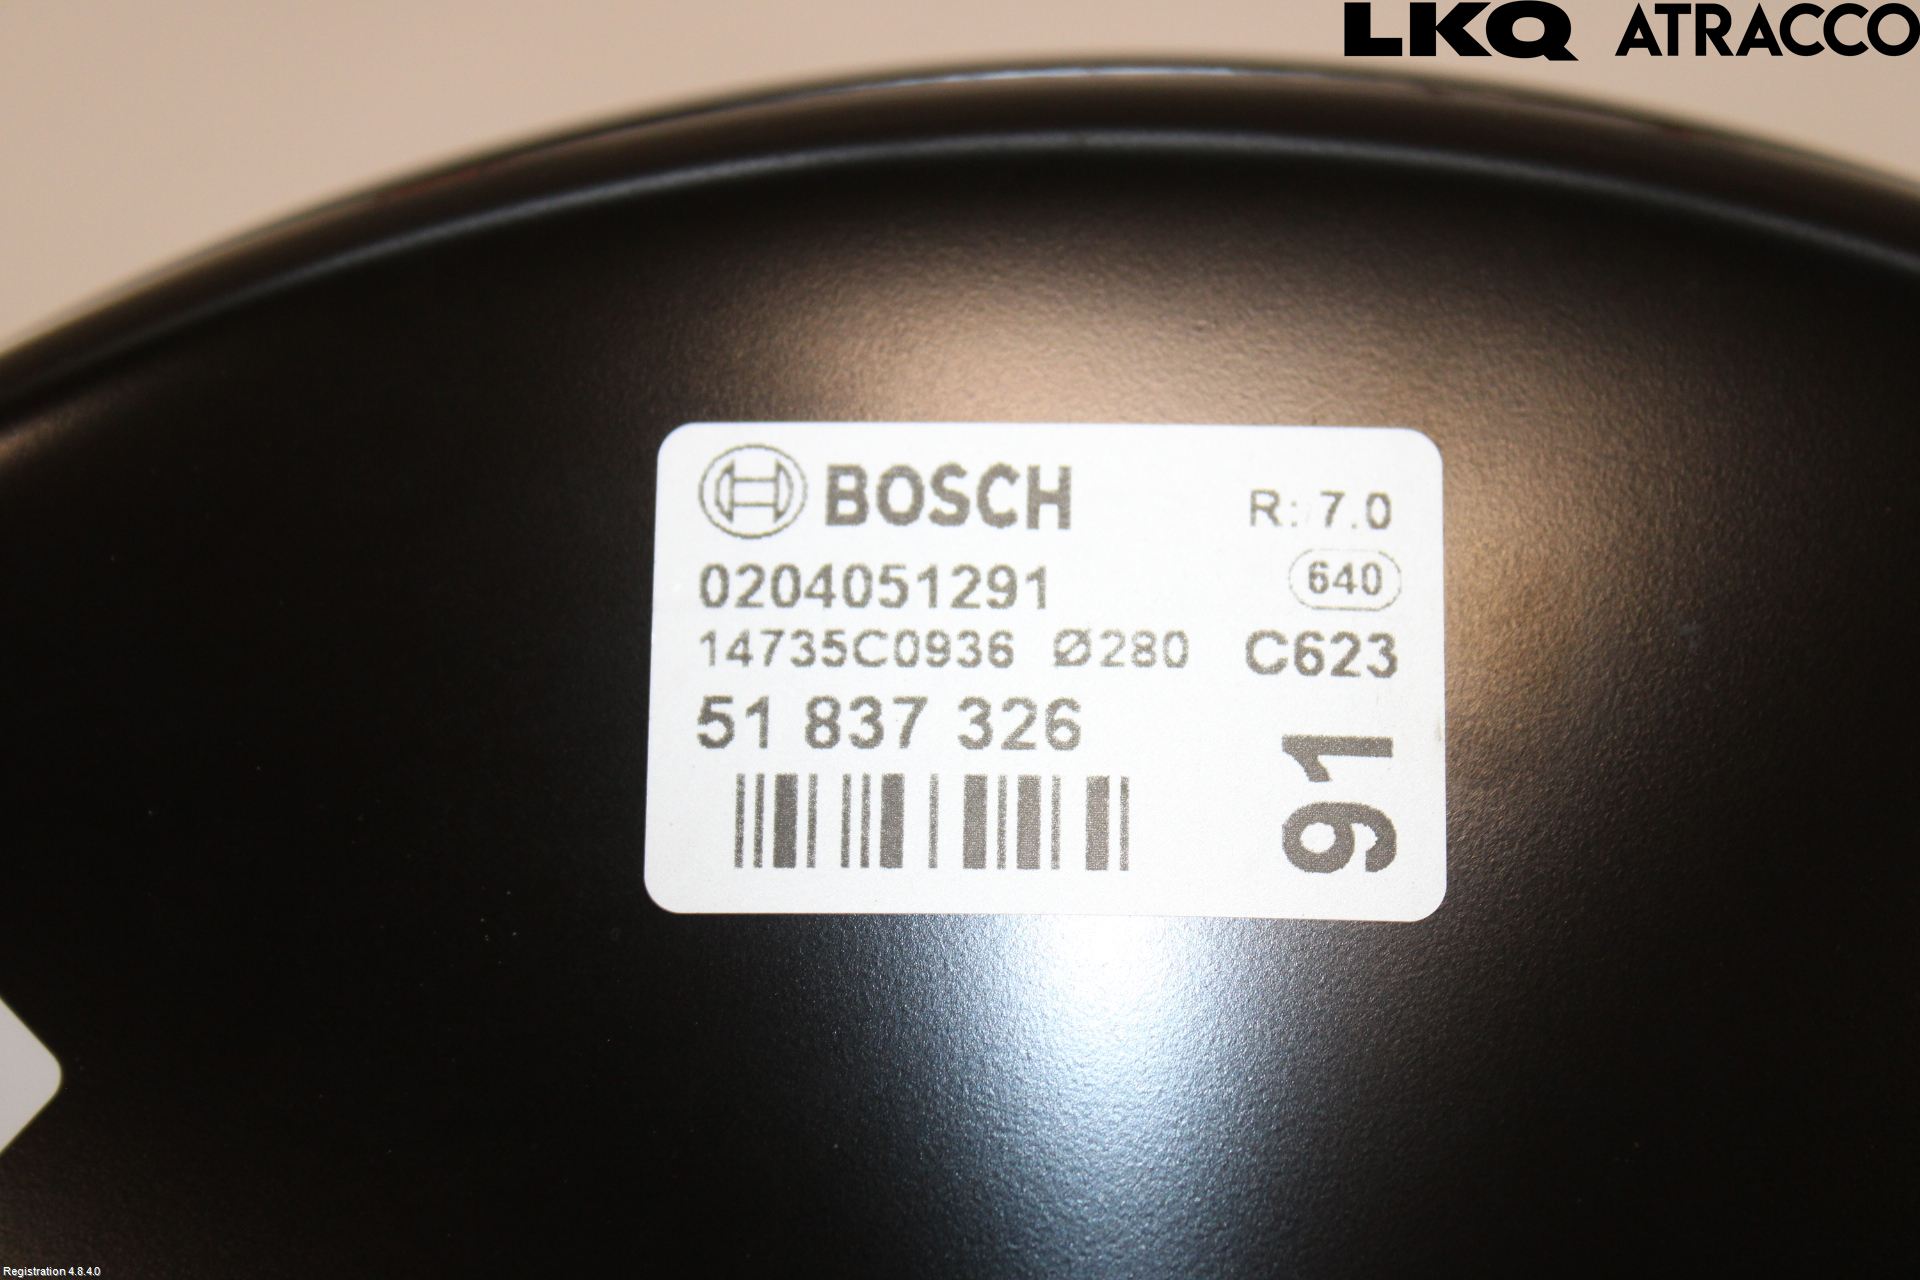 LKQ ATRACCO
BOSCH R: 7.0
0204051291 640
14735C0936 Ø280 C623
51 837 326
91
Registration 4.8.4.0